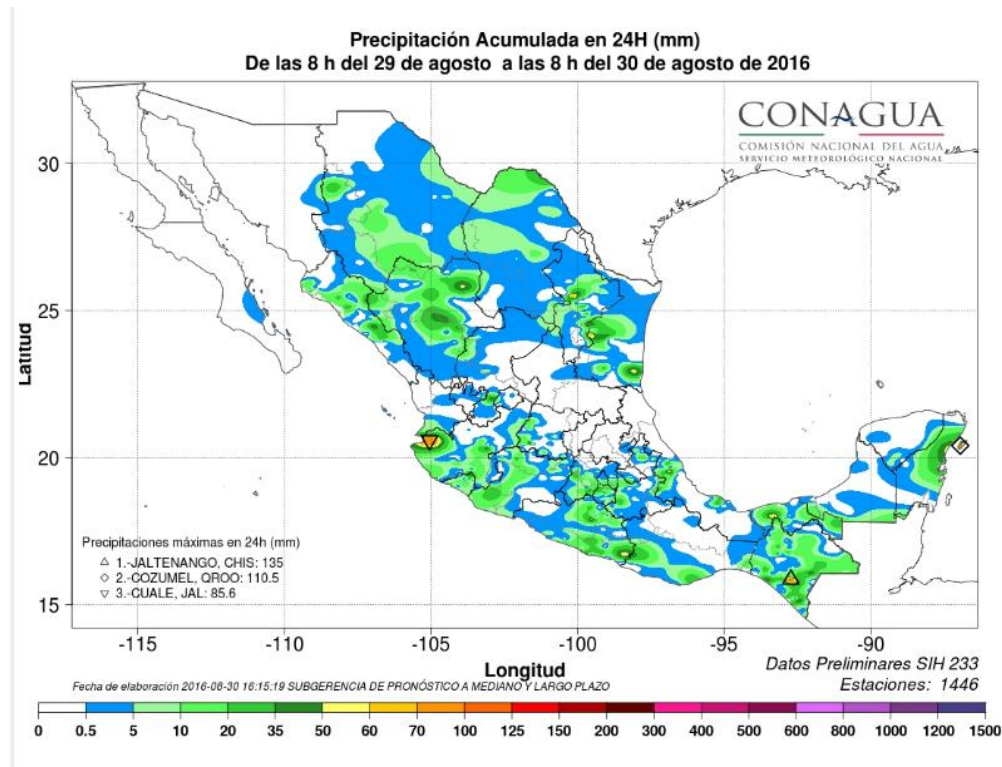 Precipitación Acumulada en 24H (mm)
De las 8 h del 29 de agosto  a las 8 h del 30 de agosto de 2016
CONAGUA
COMISIÓN NACIONAL DEL AGUA
SERVICIO METEOROLÓGICO NACIONAL
30
25
20
15
Latitud
Precipitaciones máximas en 24h (mm)
1.-JALTENANGO, CHIS: 135
2.-COZUMEL, QROO: 110.5
3.-CUALE, JAL: 85.6
-115 -110 -105 -100 -95 -90
Longitud
Datos Preliminares SIH 233
Estaciones: 1446
Fecha de elaboración 2016-08-30 16:15:19 SUBGERENCIA DE PRONÓSTICO A MEDIANO Y LARGO PLAZO
0 0.5 5 10 20 35 50 60 70 100 125 150 200 300 400 500 600 800 1000 1200 1500